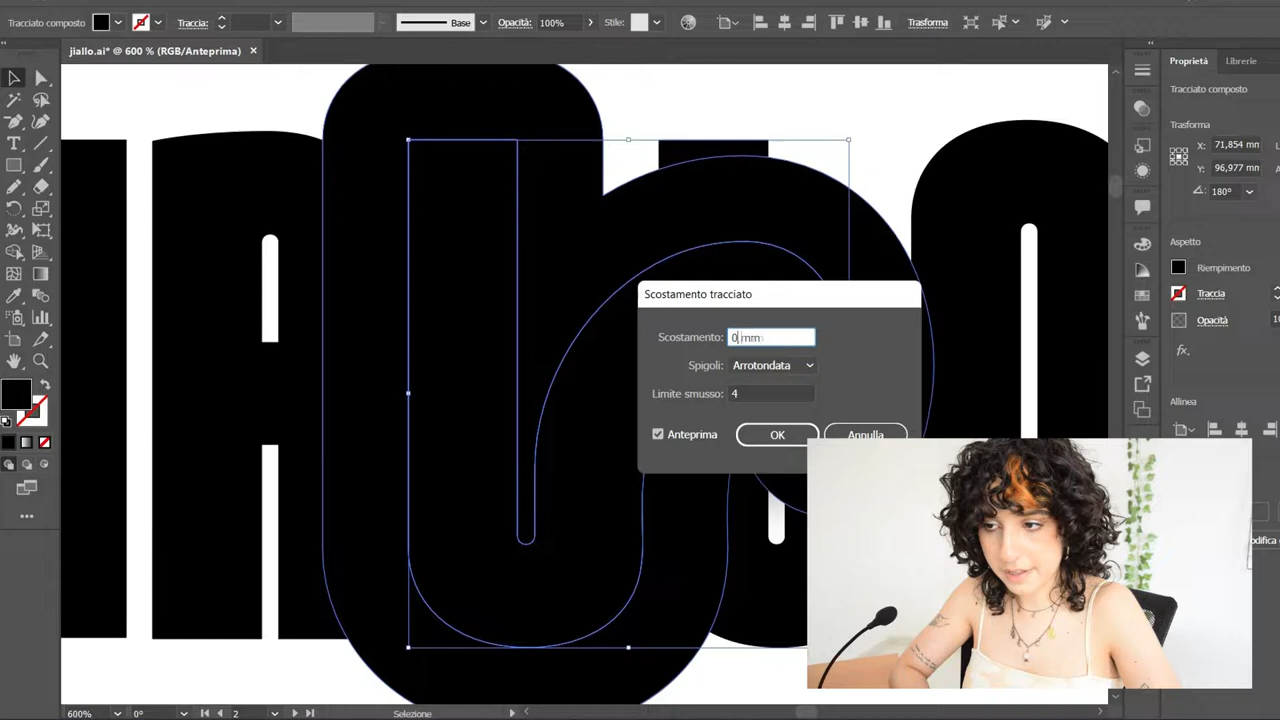 Tracciato composto
Traccia:
Base
Opacità:
100%
Stile:
Trasforma
jiallo.ai* @ 600 % (RGB/Anteprima)
Proprietà
Librerie
Tracciato composto
Trasforma
X:
71,854 mm
Y:
96,977 mm
180°
Aspetto
Riempimento
Traccia
Opacità
Allinea
Scostamento tracciato
Scostamento:
0 mm
Spigoli:
Arrotondata
Limite smusso:
4
Anteprima
OK
Annulla
600%
0°
2
Selezione